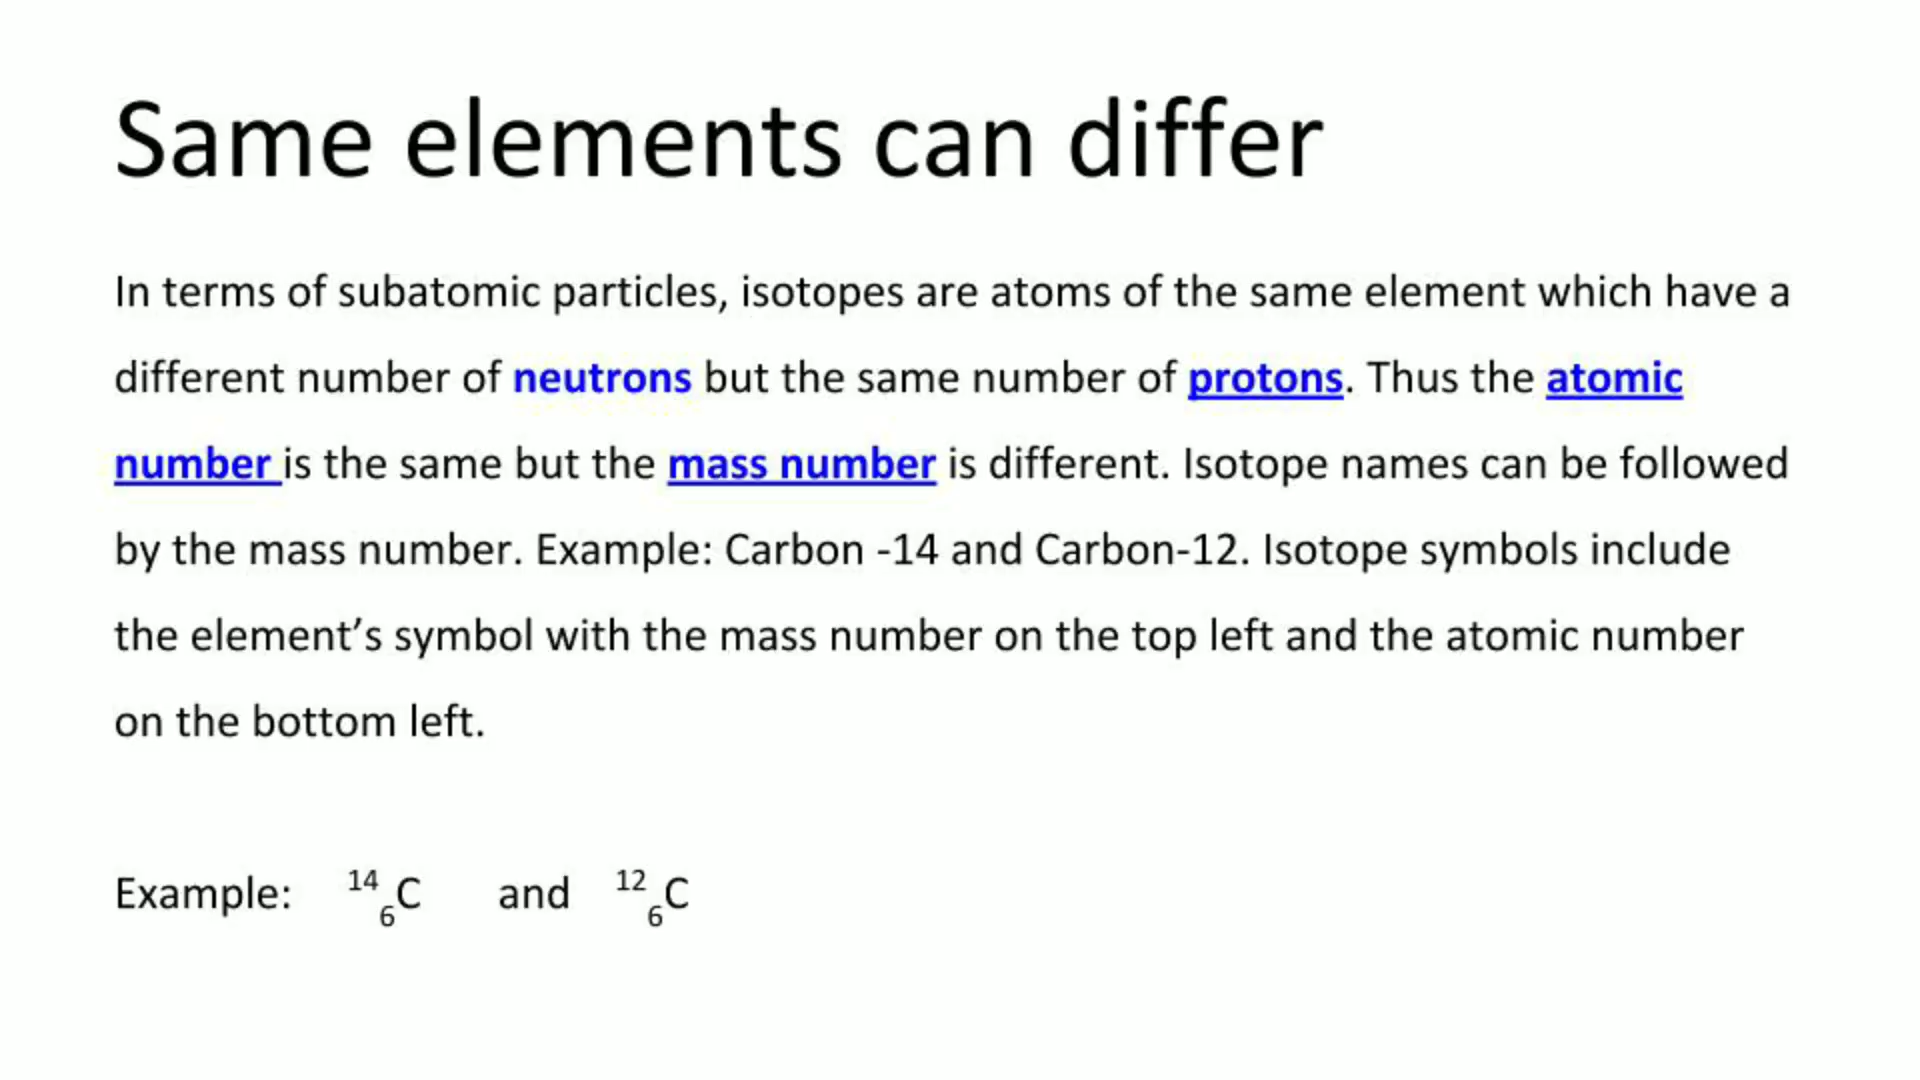 Same elements can differ
In terms of subatomic particles, isotopes are atoms of the same element which have a
different number of neutrons but the same number of protons. Thus the atomic
number is the same but the mass number is different. Isotope names can be followed
by the mass number. Example: Carbon -14 and Carbon-12. Isotope symbols include
the element’s symbol with the mass number on the top left and the atomic number
on the bottom left.
Example: ¹⁴₆C and ¹²₆C